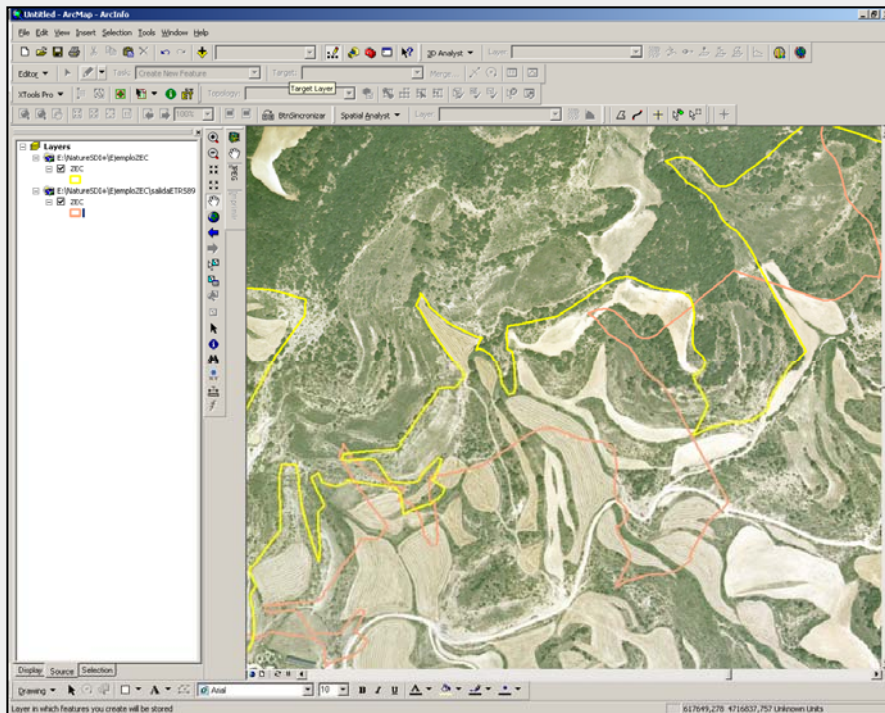 Untitled - ArcMap - ArcInfo
File Edit View Insert Selection Tools Window Help
3D Analyst Layer:
Editor Task: Create New Feature Target: Merge...
XTools Pro Topology: Target Layer
100% BtnSincronizar Spatial Analyst Layer:
Layers
E:\NatureSDI+\EjemploZEC
ZEC
E:\NatureSDI+\EjemploZEC\salidaETRS89
ZEC
JPEG
Display Source Selection
Drawing A Arial 10 B I U A
Layer in which features you create will be stored 617649,278 4716837,757 Unknown Units